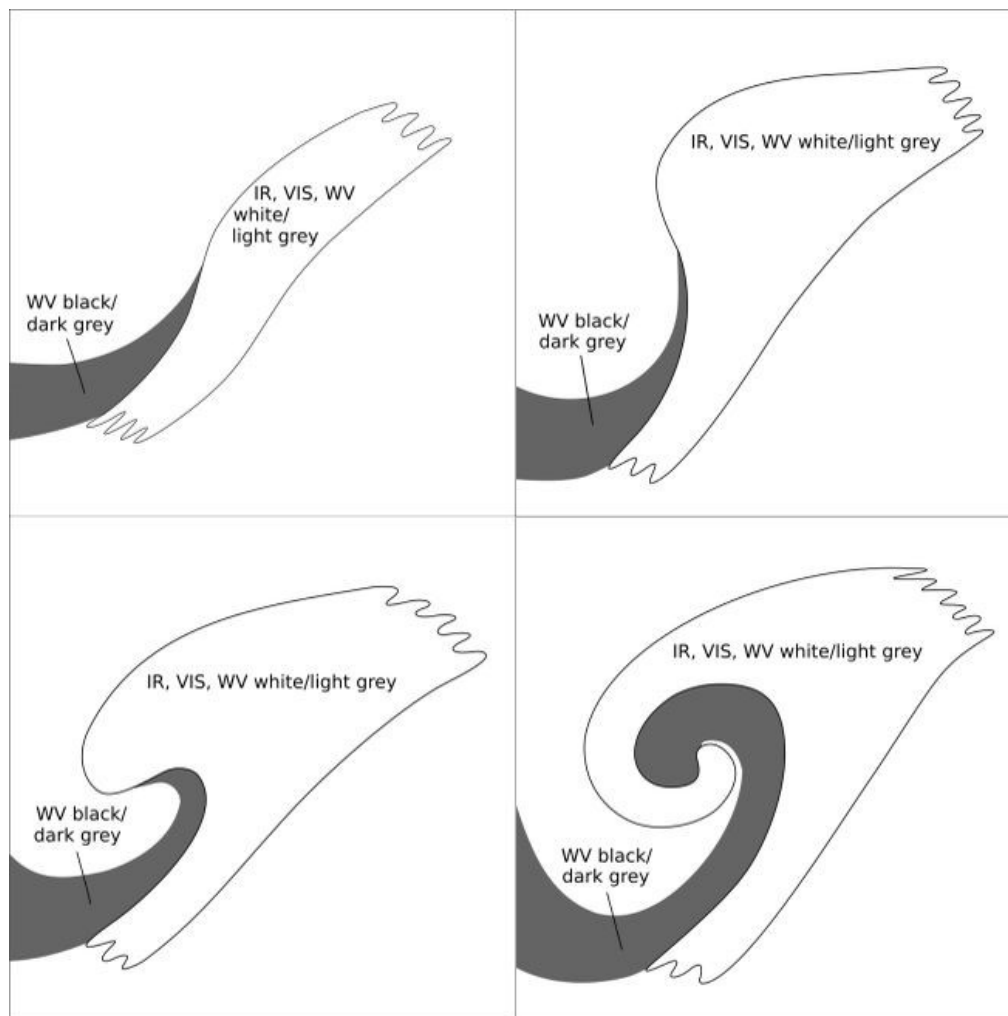 IR, VIS, WV
white/
light grey
WV black/
dark grey
IR, VIS, WV white/light grey
WV black/
dark grey
IR, VIS, WV white/light grey
WV black/
dark grey
IR, VIS, WV white/light grey
WV black/
dark grey